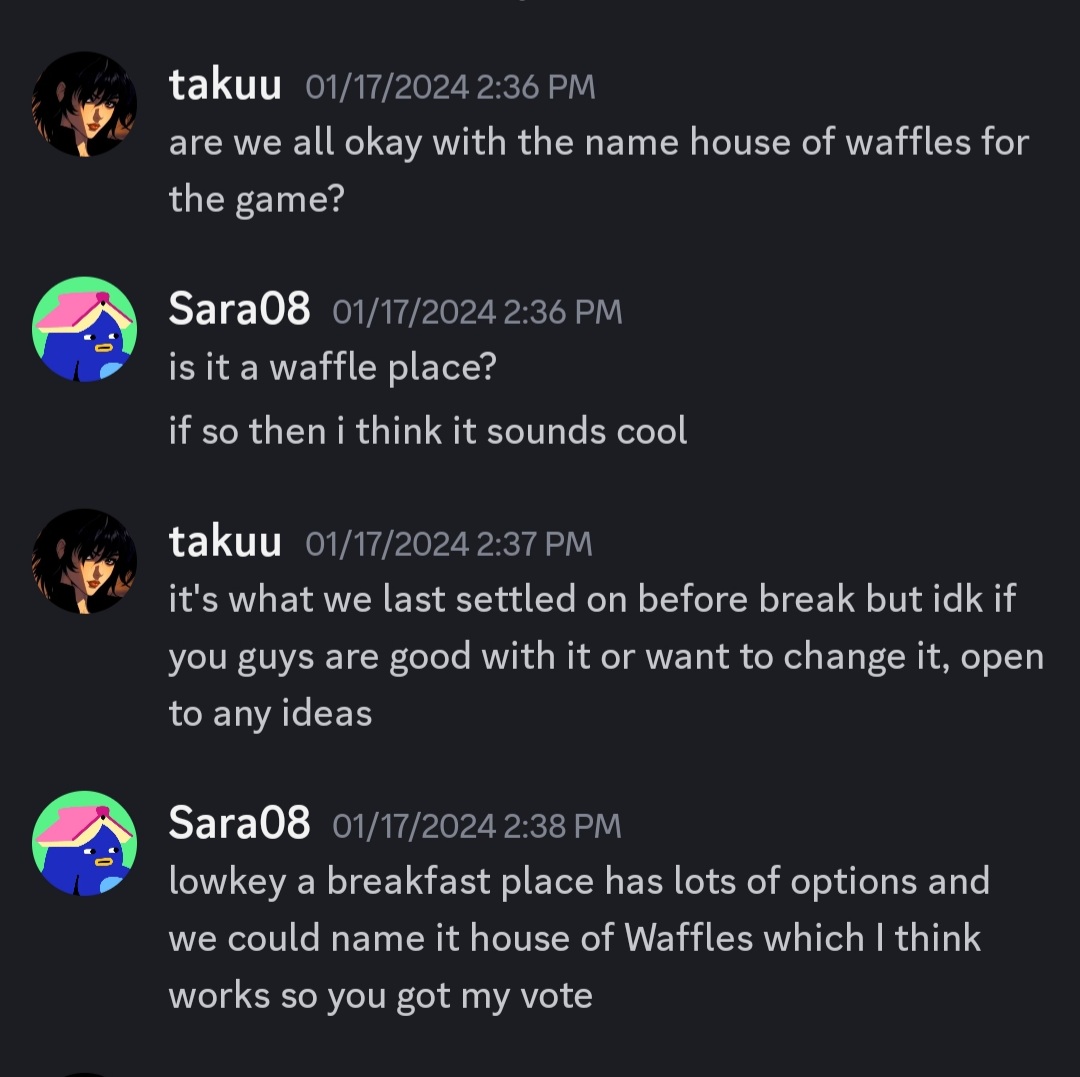 takuu 01/17/2024 2:36 PM
are we all okay with the name house of waffles for
the game?
Sara08 01/17/2024 2:36 PM
is it a waffle place?
if so then i think it sounds cool
takuu 01/17/2024 2:37 PM
it's what we last settled on before break but idk if
you guys are good with it or want to change it, open
to any ideas
Sara08 01/17/2024 2:38 PM
lowkey a breakfast place has lots of options and
we could name it house of Waffles which I think
works so you got my vote